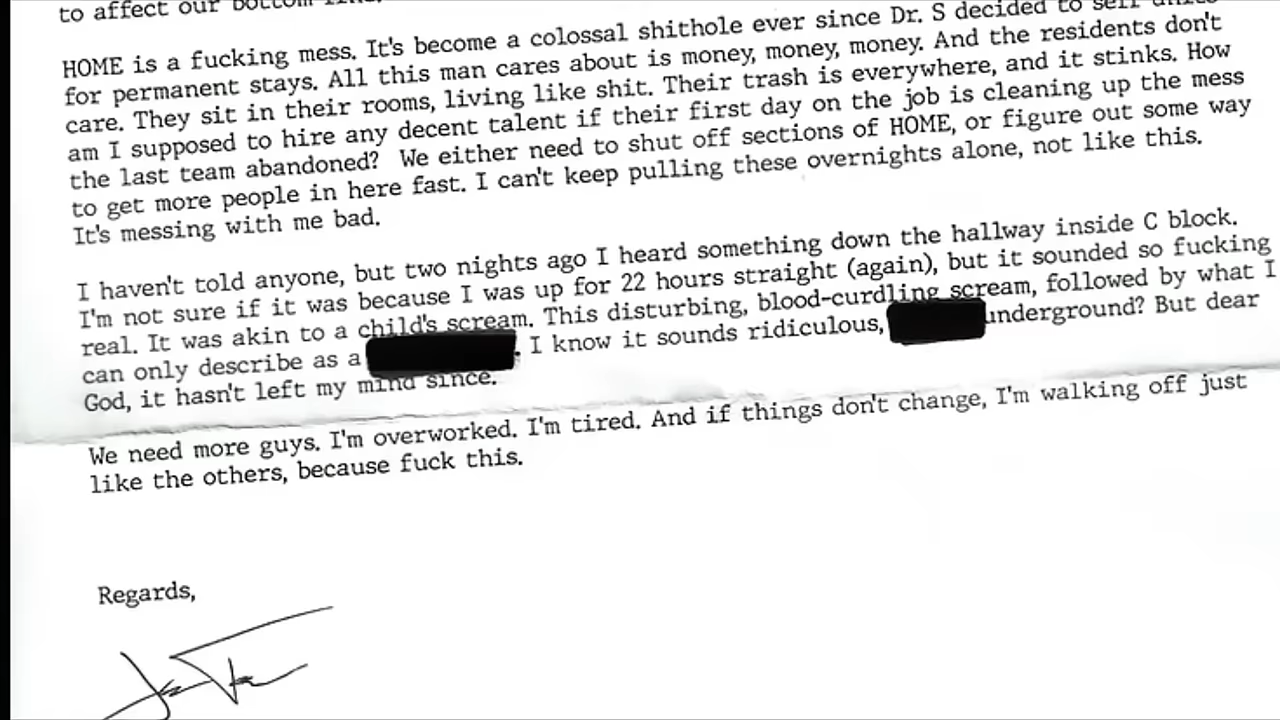 to affect our bottom line.
HOME is a fucking mess. It's become a colossal shithole ever since Dr. S decided to sell units
for permanent stays. All this man cares about is money, money, money. And the residents don't
care. They sit in their rooms, living like shit. Their trash is everywhere, and it stinks. How
am I supposed to hire any decent talent if their first day on the job is cleaning up the mess
the last team abandoned?  We either need to shut off sections of HOME, or figure out some way
to get more people in here fast. I can't keep pulling these overnights alone, not like this.
It's messing with me bad.
I haven't told anyone, but two nights ago I heard something down the hallway inside C block.
I'm not sure if it was because I was up for 22 hours straight (again), but it sounded so fucking
real. It was akin to a child's scream. This disturbing, blood-curdling scream, followed by what I
can only describe as a . I know it sounds ridiculous, underground? But dear
God, it hasn't left my mind since.
We need more guys. I'm overworked. I'm tired. And if things don't change, I'm walking off just
like the others, because fuck this.
Regards,